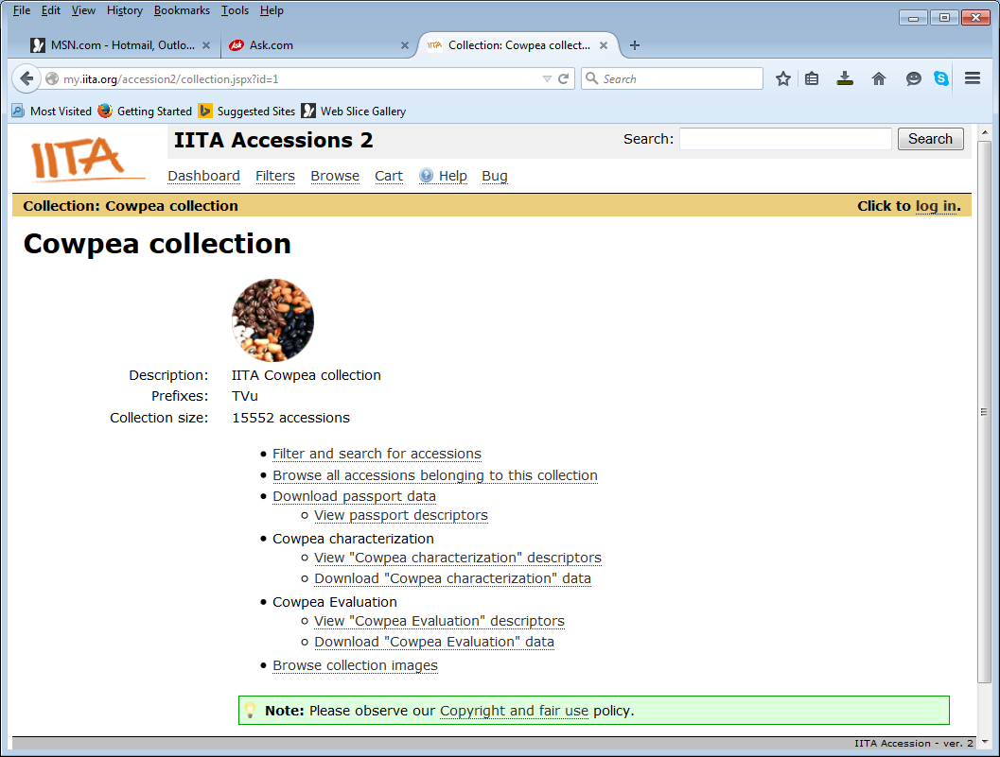 File Edit View History Bookmarks Tools Help
MSN.com - Hotmail, Outlo... Ask.com Collection: Cowpea collect...
my.iita.org/accession2/collection.jspx?id=1 Search
Most Visited Getting Started Suggested Sites Web Slice Gallery
IITA IITA Accessions 2 Search: Search
Dashboard Filters Browse Cart Help Bug
Collection: Cowpea collection Click to log in.
Cowpea collection
Description: IITA Cowpea collection
Prefixes: TVu
Collection size: 15552 accessions
Filter and search for accessions
Browse all accessions belonging to this collection
Download passport data
View passport descriptors
Cowpea characterization
View "Cowpea characterization" descriptors
Download "Cowpea characterization" data
Cowpea Evaluation
View "Cowpea Evaluation" descriptors
Download "Cowpea Evaluation" data
Browse collection images
Note: Please observe our Copyright and fair use policy.
IITA Accession - ver. 2